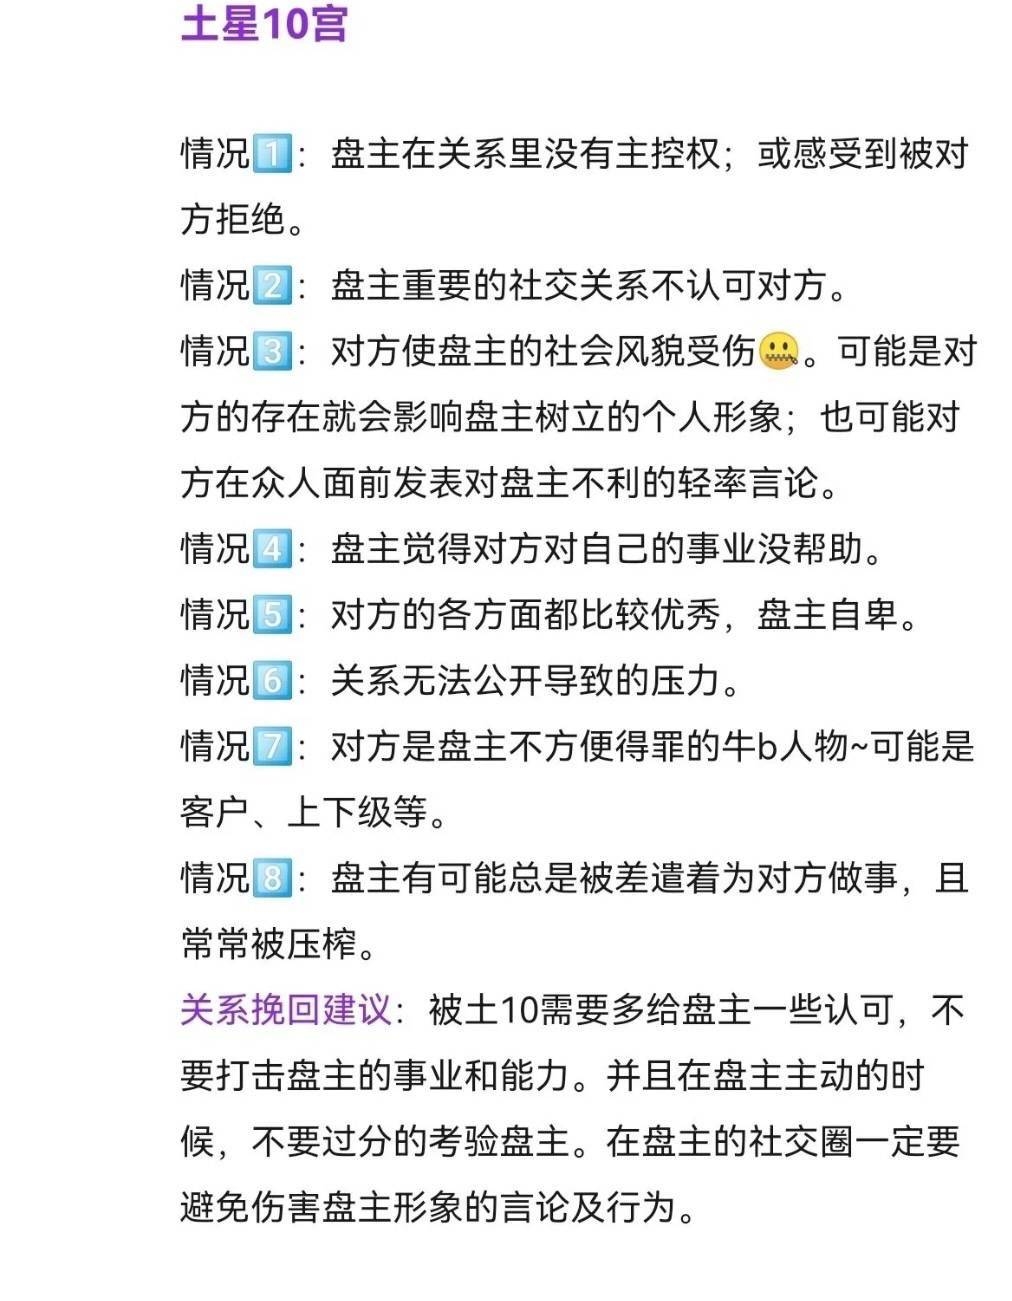 土星10宫
情况1️⃣：盘主在关系里没有主控权；或感受到被对
方拒绝。
情况2️⃣：盘主重要的社交关系不认可对方。
情况3️⃣：对方使盘主的社会风貌受伤🤐。可能是对
方的存在就会影响盘主树立的个人形象；也可能对
方在众人面前发表对盘主不利的轻率言论。
情况4️⃣：盘主觉得对方对自己的事业没帮助。
情况5️⃣：对方的各方面都比较优秀，盘主自卑。
情况6️⃣：关系无法公开导致的压力。
情况7️⃣：对方是盘主不方便得罪的牛b人物~可能是
客户、上下级等。
情况8️⃣：盘主有可能总是被差遣着为对方做事，且
常常被压榨。
关系挽回建议：被土10需要多给盘主一些认可，不
要打击盘主的事业和能力。并且在盘主主动的时
候，不要过分的考验盘主。在盘主的社交圈一定要
避免伤害盘主形象的言论及行为。